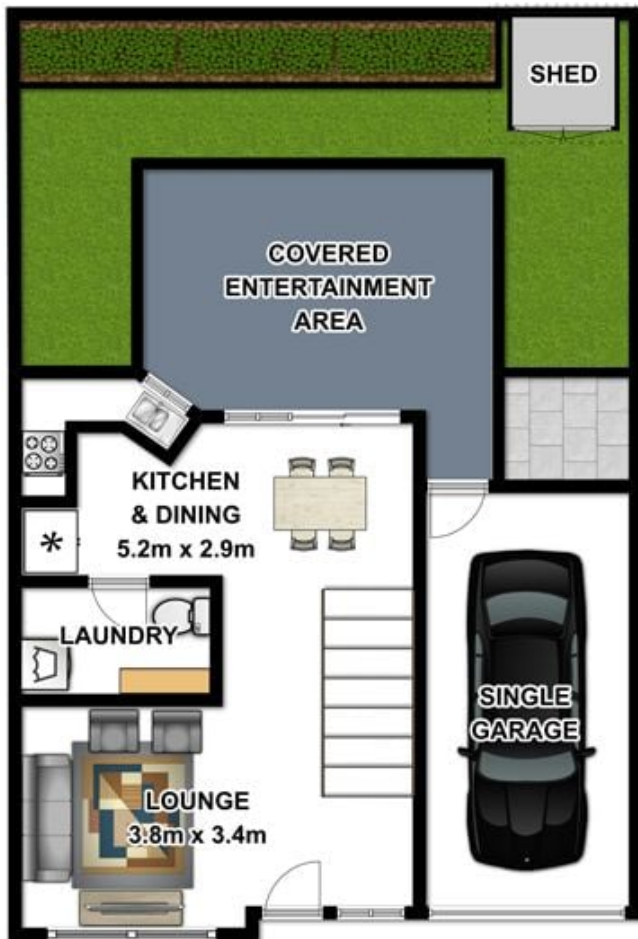 SHED
COVERED
ENTERTAINMENT
AREA
KITCHEN
& DINING
5.2m x 2.9m
LAUNDRY
SINGLE
GARAGE
LOUNGE
3.8m x 3.4m